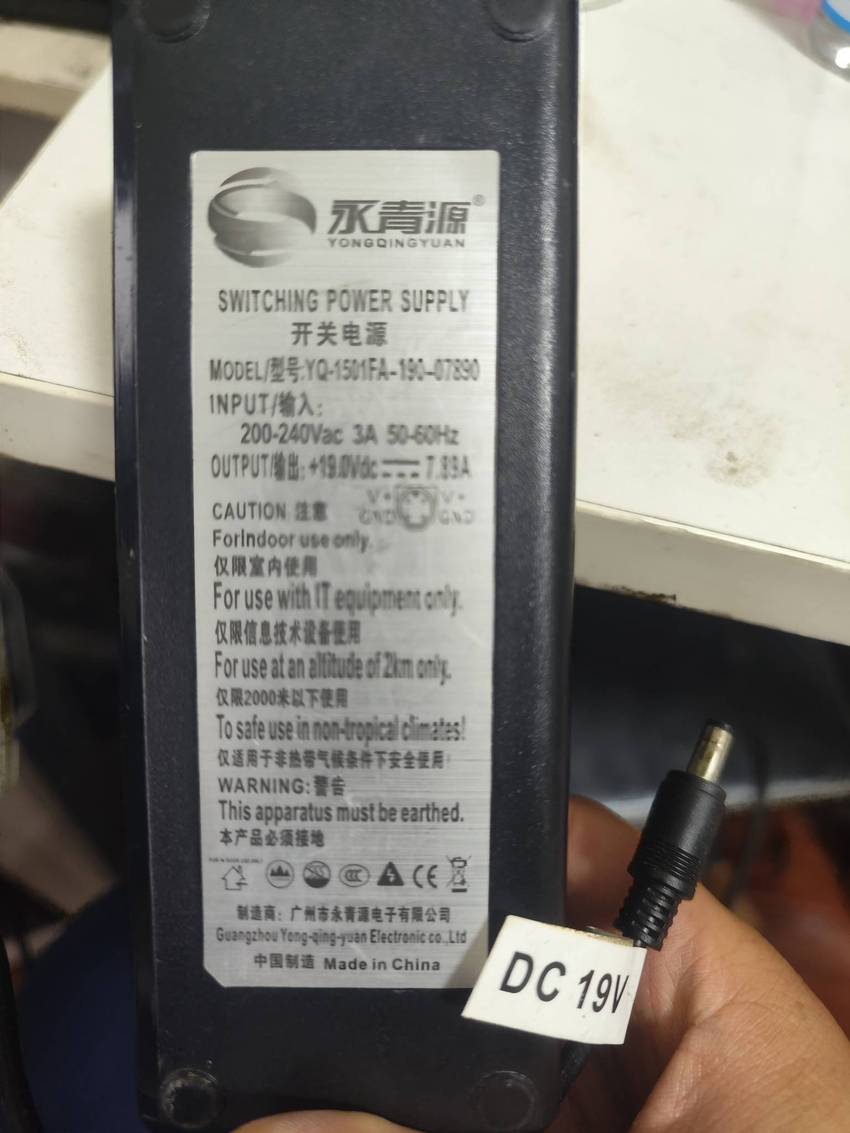 永青源®
YONGQINGYUAN
SWITCHING POWER SUPPLY
开关电源
MODEL/型号:YQ-1501FA-190-07890
INPUT/输入:
200-240Vac 3A 50-60Hz
OUTPUT/输出: +19.0Vdc 7.89A
V+ V+
GND GND
CAUTION 注意
ForIndoor use only.
仅限室内使用
For use with IT equipment only.
仅限信息技术设备使用
For use at an altitude of 2km only.
仅限2000米以下使用
To safe use in non-tropical climates!
仅适用于非热带气候条件下安全使用!
WARNING: 警告
This apparatus must be earthed.
本产品必须接地
CCC CE
制造商: 广州市永青源电子有限公司
Guangzhou Yong-qing-yuan Electronic co.,Ltd
中国制造 Made in China
DC 19V